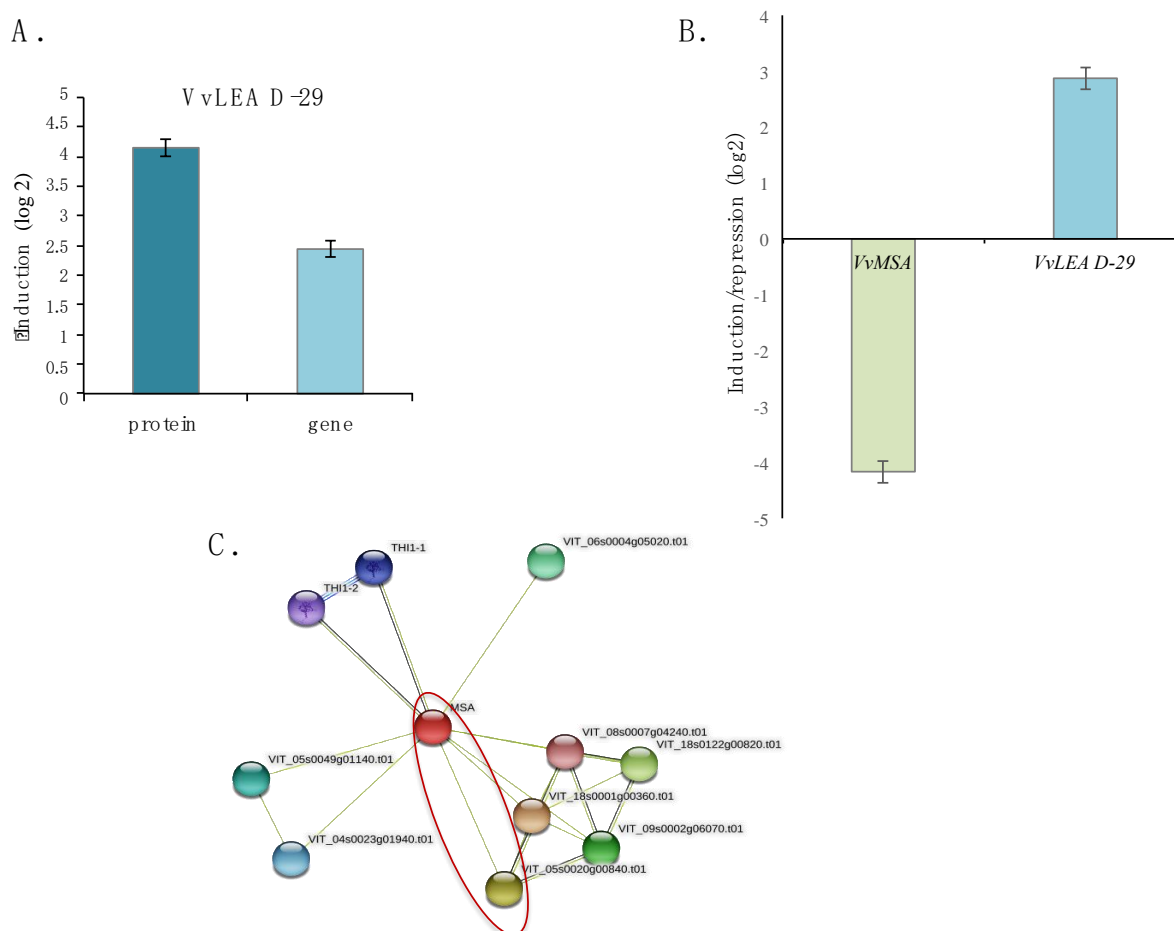 A.
VvLEA D-29
5
4.5
4
3.5
3
2.5
2
1.5
1
0.5
0
Induction (log2)
protein gene
B.
4
3
2
1
0
-1
-2
-3
-4
-5
Induction/repression (log2)
VvMSA VvLEA D-29
C.
THI1-1
VIT_06s0004g05020.t01
THI1-2
MSA
VIT_08s0007g04240.t01
VIT_18s0122g00820.t01
VIT_05s0049g01140.t01
VIT_18s0001g00360.t01
VIT_09s0002g06070.t01
VIT_04s0023g01940.t01
VIT_05s0020g00840.t01